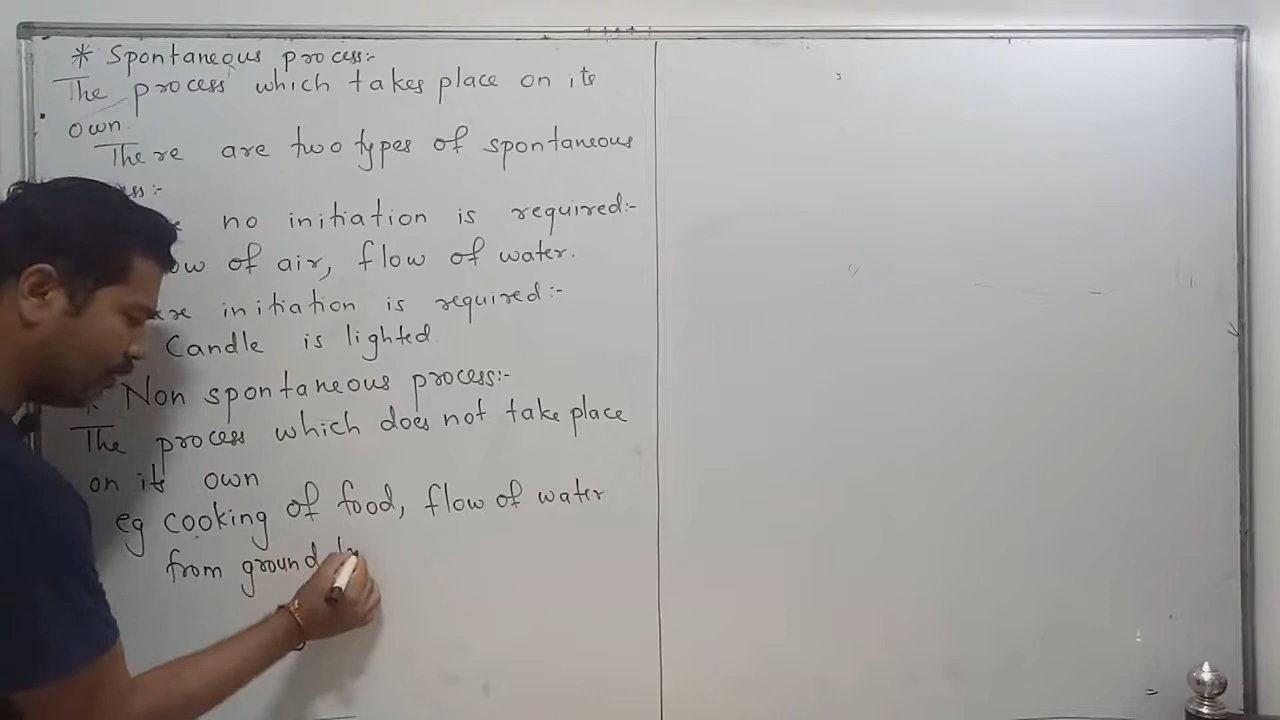 * Spontaneous process:-
The process which takes place on its
own.
There are two types of spontaneous
no initiation is required:-
of air, flow of water.
initiation is required:-
Candle is lighted.
* Non spontaneous process:-
The process which does not take place
on its own
eg cooking of food, flow of water
from ground